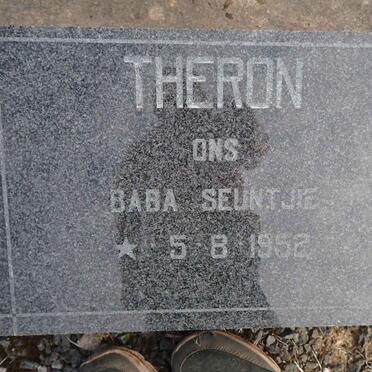 THERON
ONS
BABA SEUNTJIE
★ 5-8-1952